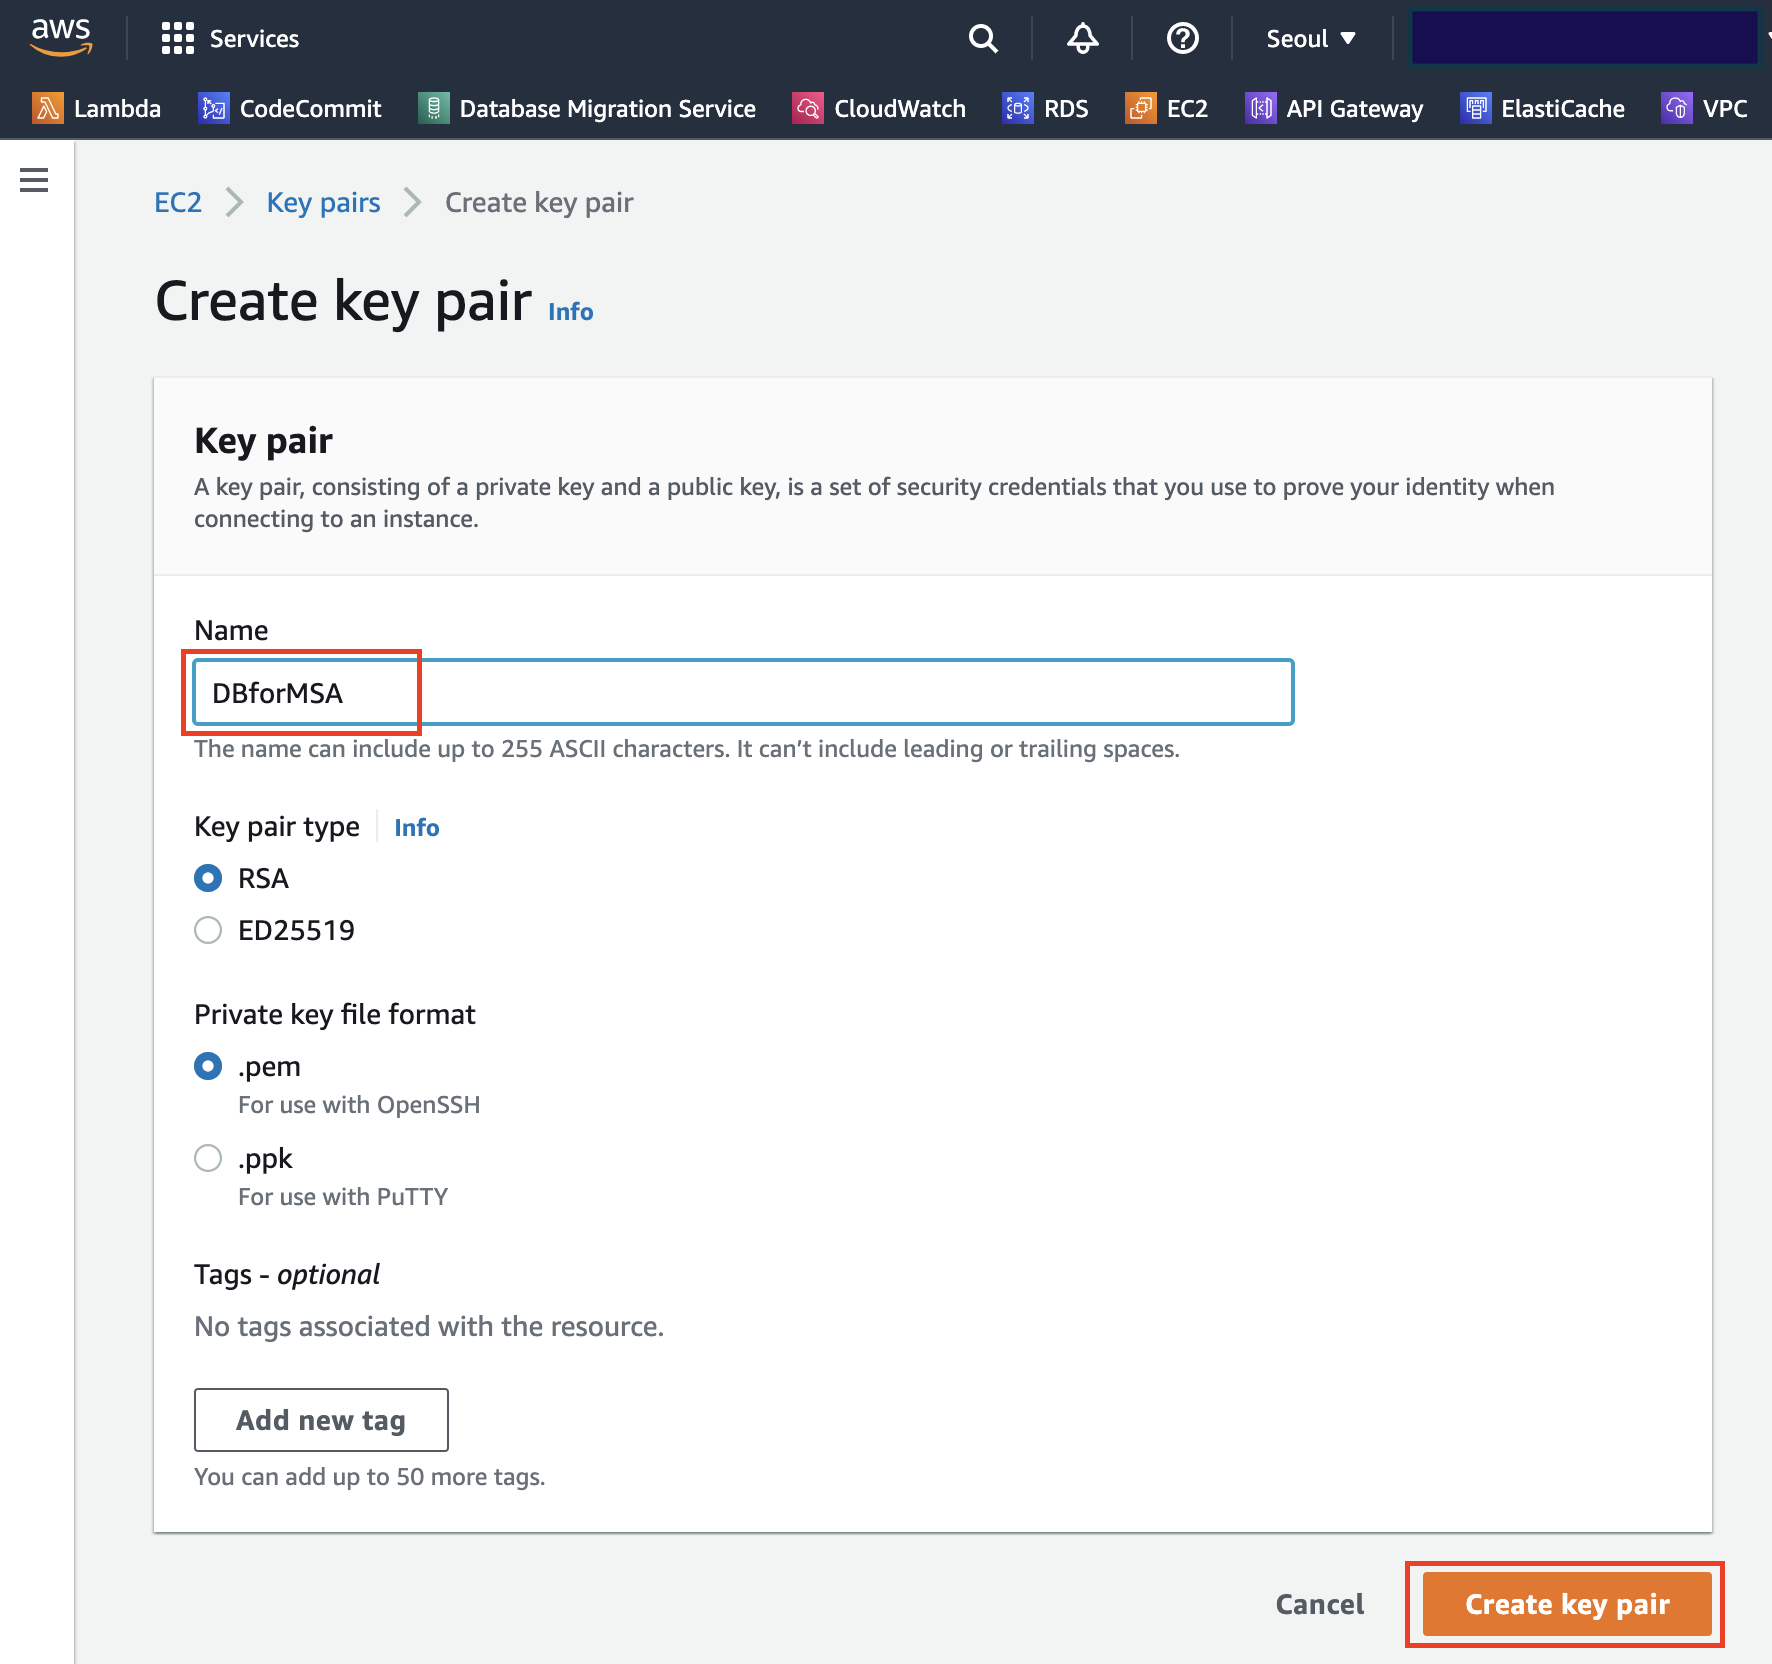 aws Services Seoul
Lambda CodeCommit Database Migration Service CloudWatch RDS EC2 API Gateway ElastiCache VPC
EC2 Key pairs Create key pair
Create key pair Info
Key pair
A key pair, consisting of a private key and a public key, is a set of security credentials that you use to prove your identity when
connecting to an instance.
Name
DBforMSA
The name can include up to 255 ASCII characters. It can’t include leading or trailing spaces.
Key pair type Info
RSA
ED25519
Private key file format
.pem
For use with OpenSSH
.ppk
For use with PuTTY
Tags - optional
No tags associated with the resource.
Add new tag
You can add up to 50 more tags.
Cancel Create key pair